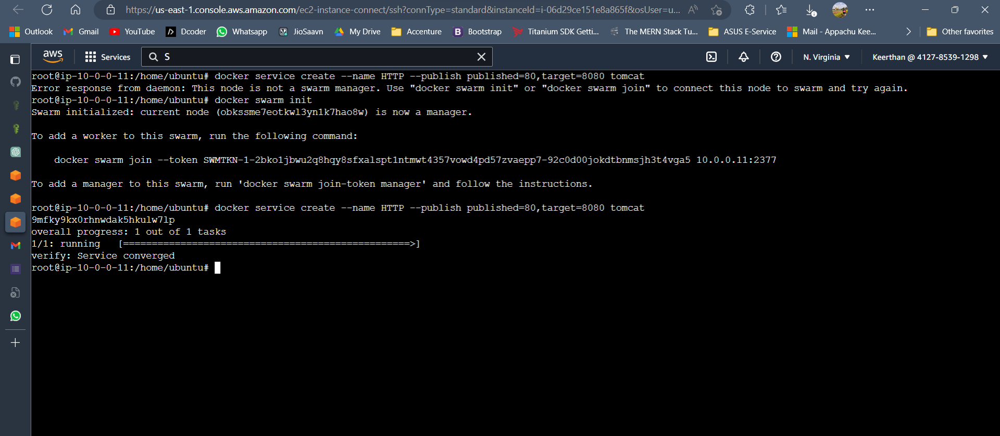 https://us-east-1.console.aws.amazon.com/ec2-instance-connect/ssh?connType=standard&instanceId=i-06d29ce151e8a865f&osUser=u...
Outlook Gmail YouTube Dcoder Whatsapp JioSaavn My Drive Accenture Bootstrap Titanium SDK Getti... The MERN Stack Tu... ASUS E-Service Mail - Appachu Kee... Other favorites
aws Services S N. Virginia Keerthan @ 4127-8539-1298
root@ip-10-0-0-11:/home/ubuntu# docker service create --name HTTP --publish published=80,target=8080 tomcat
Error response from daemon: This node is not a swarm manager. Use "docker swarm init" or "docker swarm join" to connect this node to swarm and try again.
root@ip-10-0-0-11:/home/ubuntu# docker swarm init
Swarm initialized: current node (obkssme7eotkwl3yn1k7hao8w) is now a manager.
To add a worker to this swarm, run the following command:
docker swarm join --token SWMTKN-1-2bko1jbwu2q8hqy8sfxalspt1ntmwt4357vowd4pd57zvaepp7-92c0d00jokdtbnmsjh3t4vga5 10.0.0.11:2377
To add a manager to this swarm, run 'docker swarm join-token manager' and follow the instructions.
root@ip-10-0-0-11:/home/ubuntu# docker service create --name HTTP --publish published=80,target=8080 tomcat
9mfky9kx0rhnwdak5hkulw7lp
overall progress: 1 out of 1 tasks
1/1: running [==================================================>]
verify: Service converged
root@ip-10-0-0-11:/home/ubuntu#